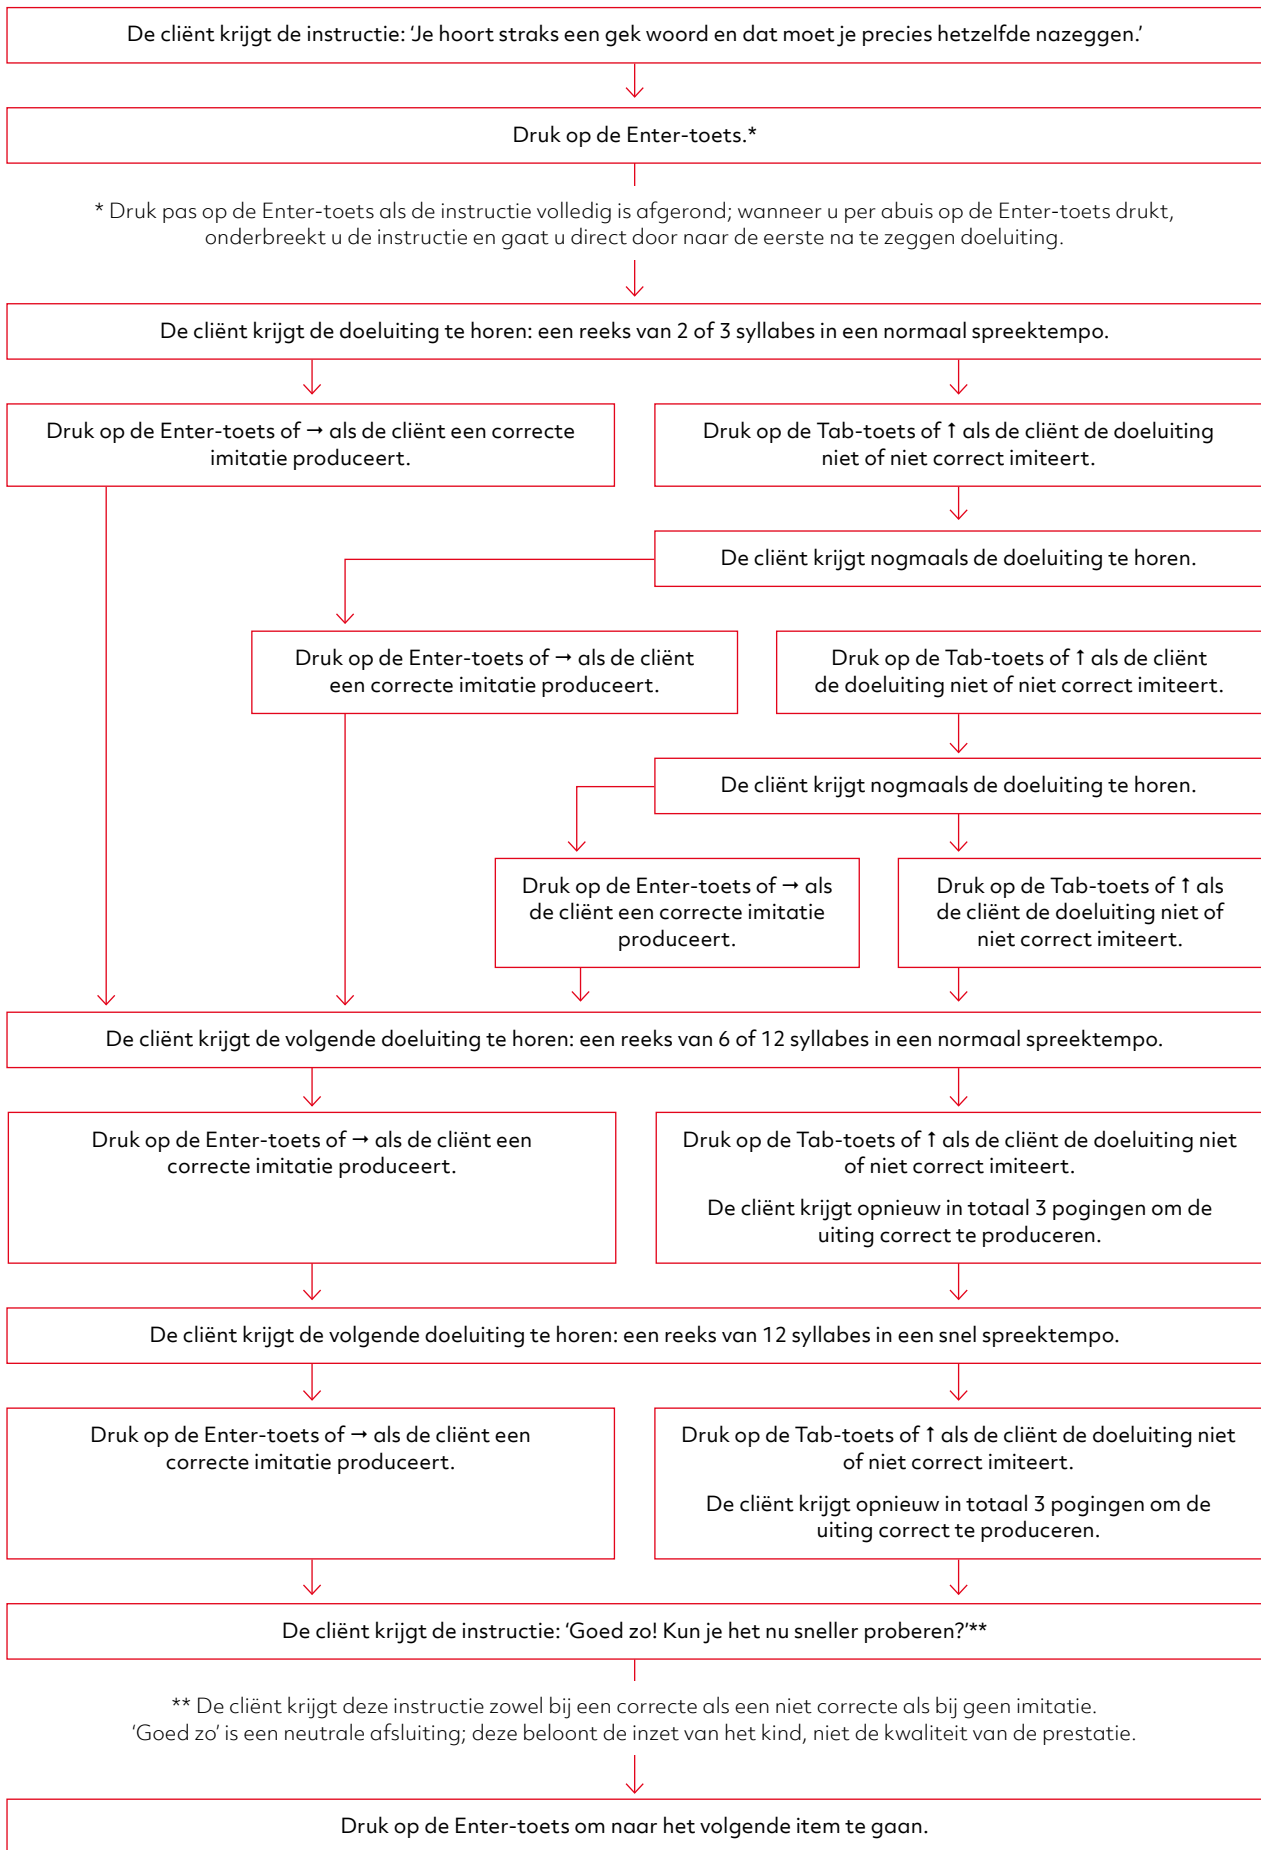 De cliënt krijgt de instructie: ‘Je hoort straks een gek woord en dat moet je precies hetzelfde nazeggen.’
Druk op de Enter-toets.*
* Druk pas op de Enter-toets als de instructie volledig is afgerond; wanneer u per abuis op de Enter-toets drukt,
onderbreekt u de instructie en gaat u direct door naar de eerste na te zeggen doeluiting.
De cliënt krijgt de doeluiting te horen: een reeks van 2 of 3 syllabes in een normaal spreektempo.
Druk op de Enter-toets of → als de cliënt een correcte
imitatie produceert.
Druk op de Tab-toets of ↑ als de cliënt de doeluiting
niet of niet correct imiteert.
De cliënt krijgt nogmaals de doeluiting te horen.
Druk op de Enter-toets of → als de cliënt
een correcte imitatie produceert.
Druk op de Tab-toets of ↑ als de cliënt
de doeluiting niet of niet correct imiteert.
De cliënt krijgt nogmaals de doeluiting te horen.
Druk op de Enter-toets of → als
de cliënt een correcte imitatie
produceert.
Druk op de Tab-toets of ↑ als
de cliënt de doeluiting niet of
niet correct imiteert.
De cliënt krijgt de volgende doeluiting te horen: een reeks van 6 of 12 syllabes in een normaal spreektempo.
Druk op de Enter-toets of → als de cliënt een
correcte imitatie produceert.
Druk op de Tab-toets of ↑ als de cliënt de doeluiting niet
of niet correct imiteert.
De cliënt krijgt opnieuw in totaal 3 pogingen om de
uiting correct te produceren.
De cliënt krijgt de volgende doeluiting te horen: een reeks van 12 syllabes in een snel spreektempo.
Druk op de Enter-toets of → als de cliënt een
correcte imitatie produceert.
Druk op de Tab-toets of ↑ als de cliënt de doeluiting niet
of niet correct imiteert.
De cliënt krijgt opnieuw in totaal 3 pogingen om de
uiting correct te produceren.
De cliënt krijgt de instructie: ‘Goed zo! Kun je het nu sneller proberen?’**
** De cliënt krijgt deze instructie zowel bij een correcte als een niet correcte als bij geen imitatie.
‘Goed zo’ is een neutrale afsluiting; deze beloont de inzet van het kind, niet de kwaliteit van de prestatie.
Druk op de Enter-toets om naar het volgende item te gaan.